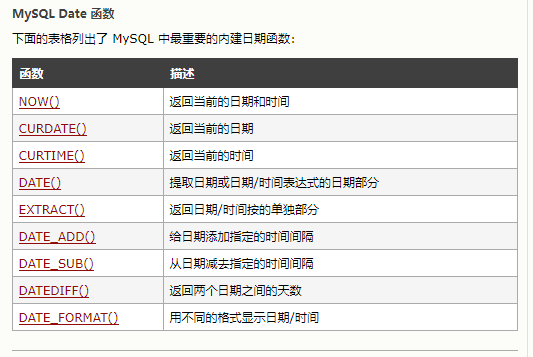 MySQL Date 函数
下面的表格列出了 MySQL 中最重要的内建日期函数：
函数 描述
NOW() 返回当前的日期和时间
CURDATE() 返回当前的日期
CURTIME() 返回当前的时间
DATE() 提取日期或日期/时间表达式的日期部分
EXTRACT() 返回日期/时间按的单独部分
DATE_ADD() 给日期添加指定的时间间隔
DATE_SUB() 从日期减去指定的时间间隔
DATEDIFF() 返回两个日期之间的天数
DATE_FORMAT() 用不同的格式显示日期/时间